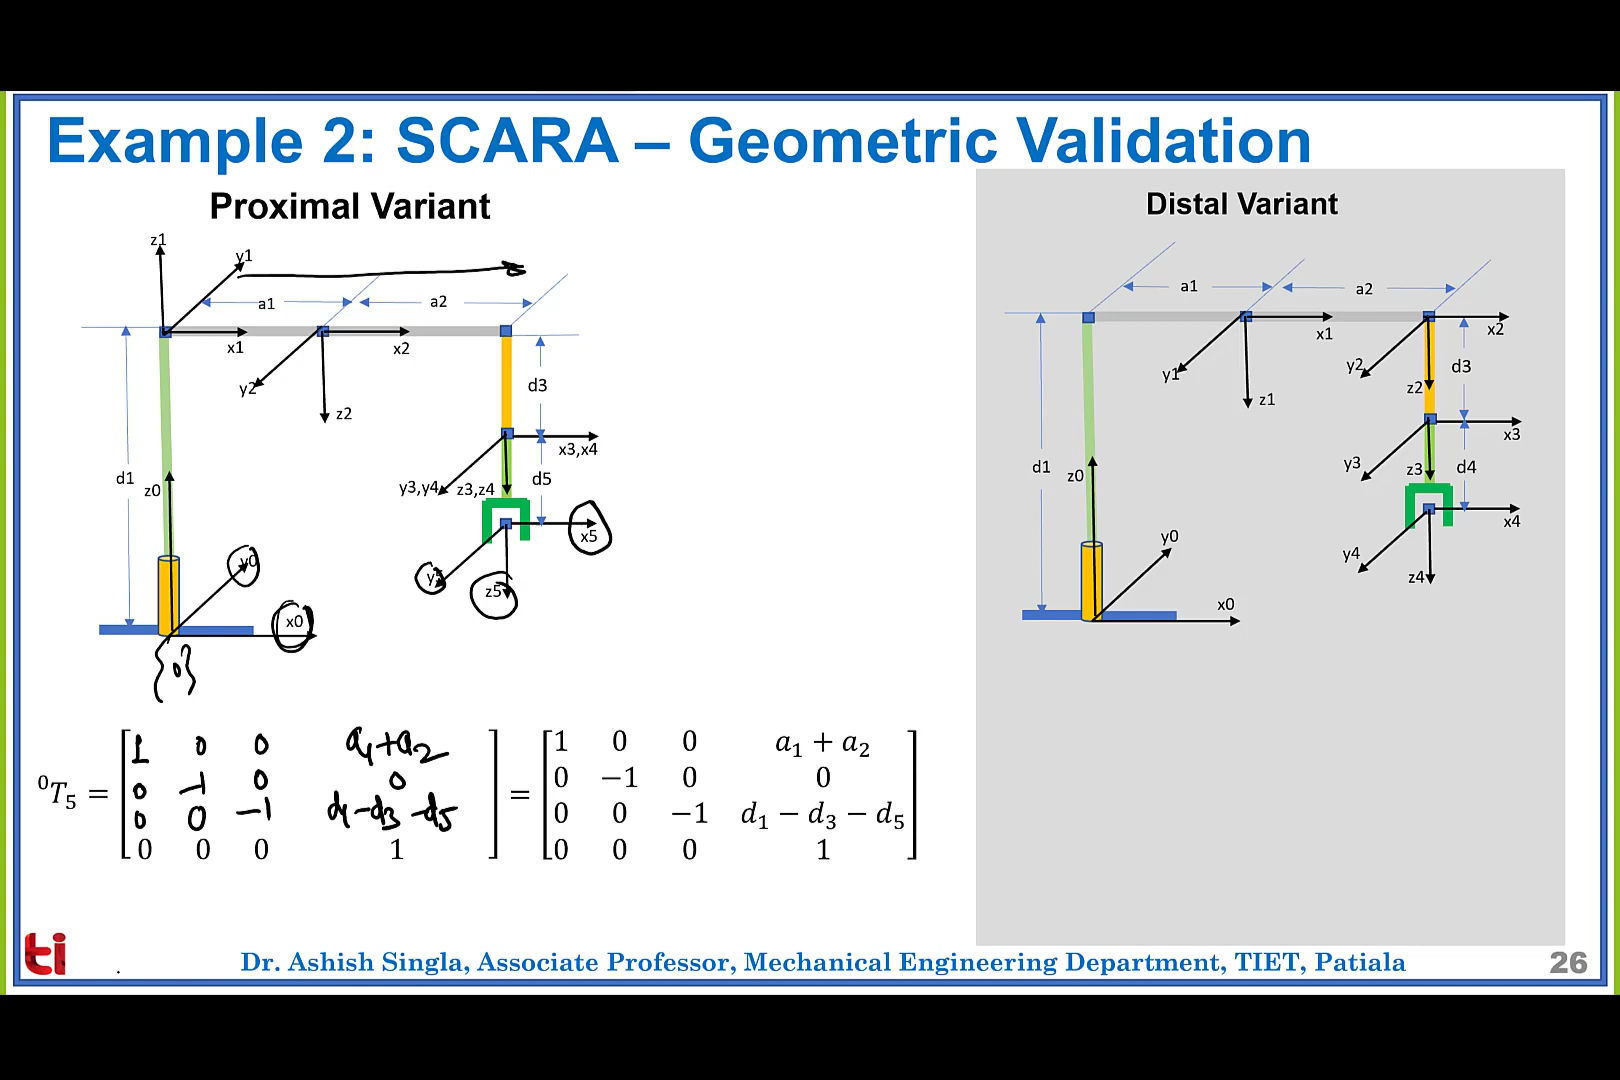 Example 2: SCARA – Geometric Validation
Proximal Variant
z1
y1
a1
a2
x1
x2
y2
z2
d3
d1
z0
x3,x4
y3,y4
z3,z4
d5
x5
y5
z5
y0
x0
{0}
⁰T₅ = [1 0 0 a₁+a₂; 0 -1 0 0; 0 0 -1 d₁-d₃-d₅; 0 0 0 1] = [1 0 0 a₁ + a₂; 0 −1 0 0; 0 0 −1 d₁ − d₃ − d₅; 0 0 0 1]
Distal Variant
a1
a2
x1
x2
y1
z1
y2
z2
d3
d1
z0
x3
y3
z3
d4
x4
y4
z4
y0
x0
ti
Dr. Ashish Singla, Associate Professor, Mechanical Engineering Department, TIET, Patiala
26